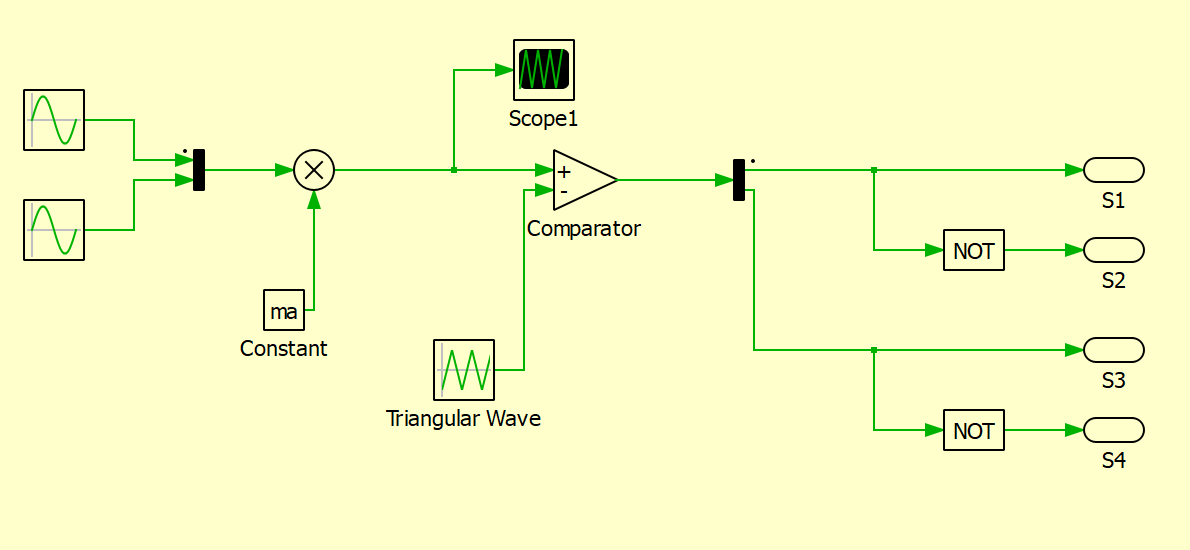 Scope1
+
-
Comparator
S1
NOT
S2
ma
Constant
Triangular Wave
S3
NOT
S4